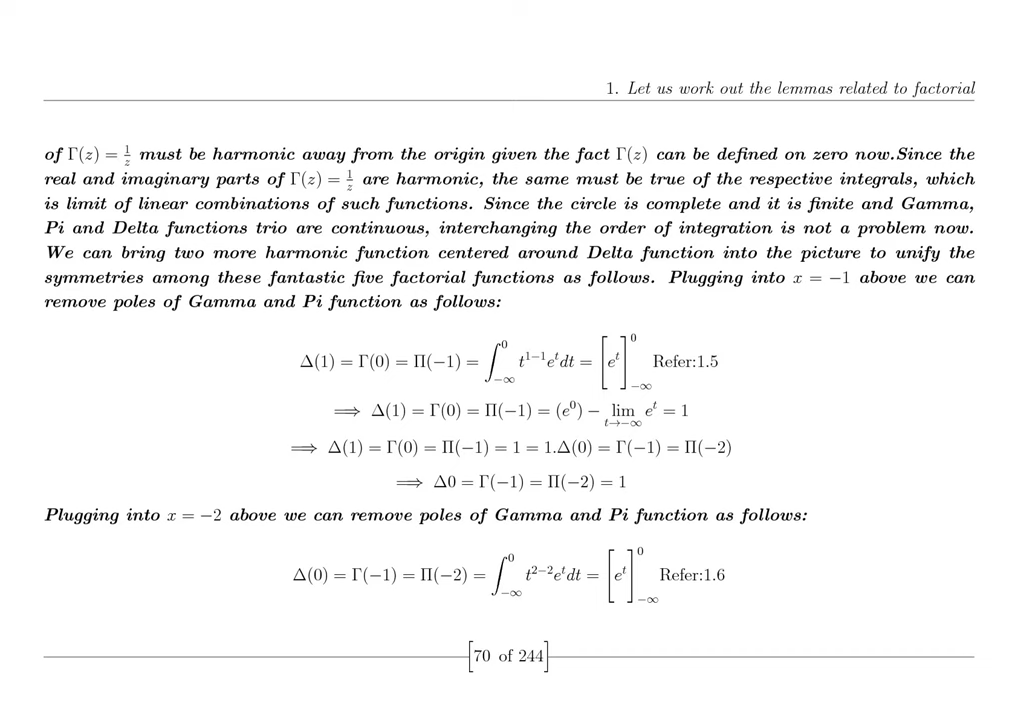 1. Let us work out the lemmas related to factorial
of Γ(z) = 1/z must be harmonic away from the origin given the fact Γ(z) can be defined on zero now.Since the
real and imaginary parts of Γ(z) = 1/z are harmonic, the same must be true of the respective integrals, which
is limit of linear combinations of such functions. Since the circle is complete and it is finite and Gamma,
Pi and Delta functions trio are continuous, interchanging the order of integration is not a problem now.
We can bring two more harmonic function centered around Delta function into the picture to unify the
symmetries among these fantastic five factorial functions as follows. Plugging into x = −1 above we can
remove poles of Gamma and Pi function as follows:
Δ(1) = Γ(0) = Π(−1) = ∫_{−∞}^{0} t^{1−1}e^t dt = [e^t]_{−∞}^{0} Refer:1.5
⟹ Δ(1) = Γ(0) = Π(−1) = (e^0) − lim_{t→−∞} e^t = 1
⟹ Δ(1) = Γ(0) = Π(−1) = 1 = 1.Δ(0) = Γ(−1) = Π(−2)
⟹ Δ0 = Γ(−1) = Π(−2) = 1
Plugging into x = −2 above we can remove poles of Gamma and Pi function as follows:
Δ(0) = Γ(−1) = Π(−2) = ∫_{−∞}^{0} t^{2−2}e^t dt = [e^t]_{−∞}^{0} Refer:1.6
[70 of 244]